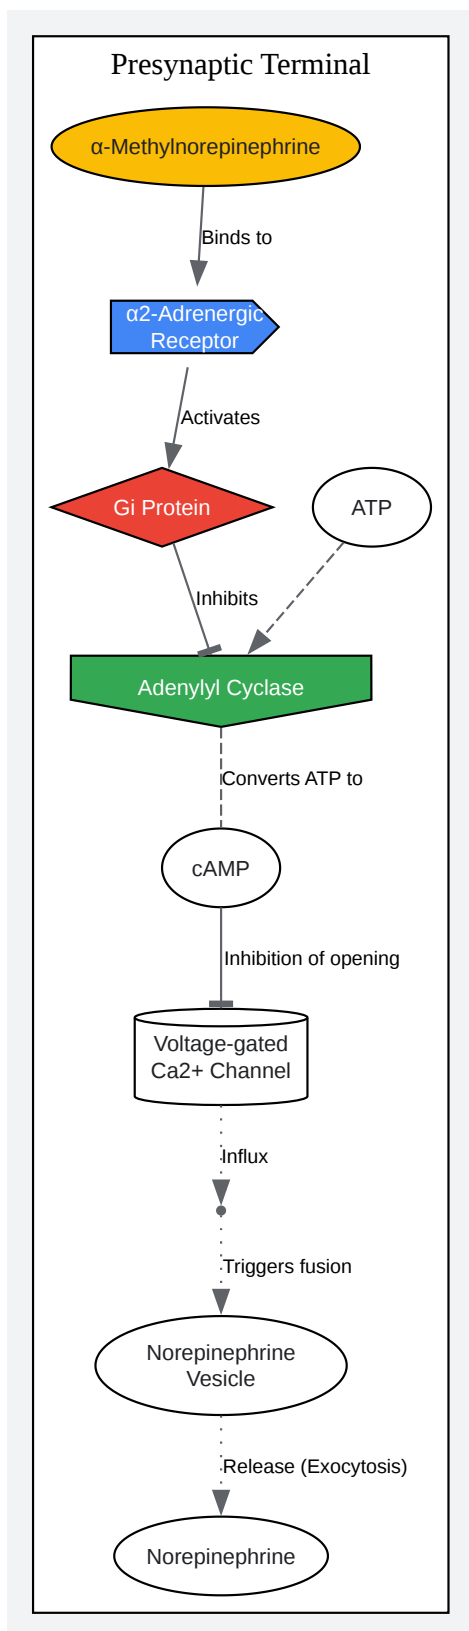 Presynaptic Terminal
α-Methylnorepinephrine
Binds to
α2-Adrenergic
Receptor
Activates
Gi Protein
ATP
Inhibits
Adenylyl Cyclase
Converts ATP to
cAMP
Inhibition of opening
Voltage-gated
Ca2+ Channel
Influx
Triggers fusion
Norepinephrine
Vesicle
Release (Exocytosis)
Norepinephrine